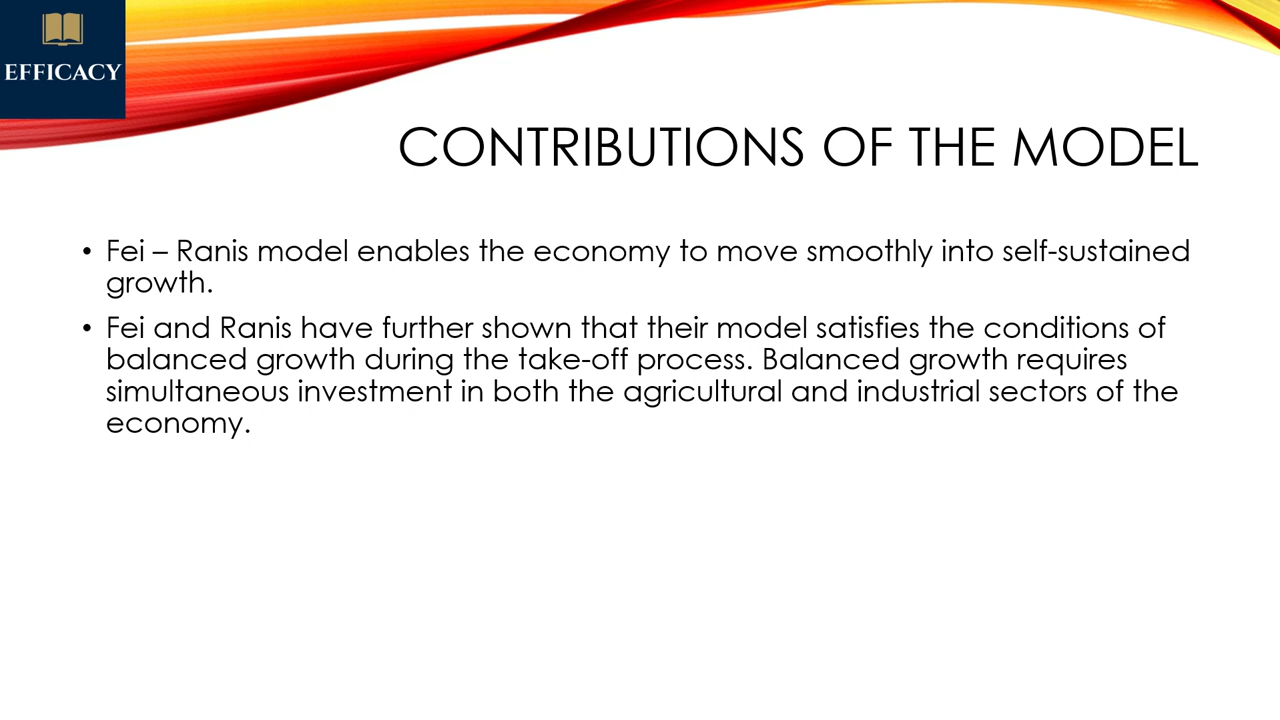 EFFICACY
CONTRIBUTIONS OF THE MODEL
• Fei – Ranis model enables the economy to move smoothly into self-sustained
growth.
• Fei and Ranis have further shown that their model satisfies the conditions of
balanced growth during the take-off process. Balanced growth requires
simultaneous investment in both the agricultural and industrial sectors of the
economy.